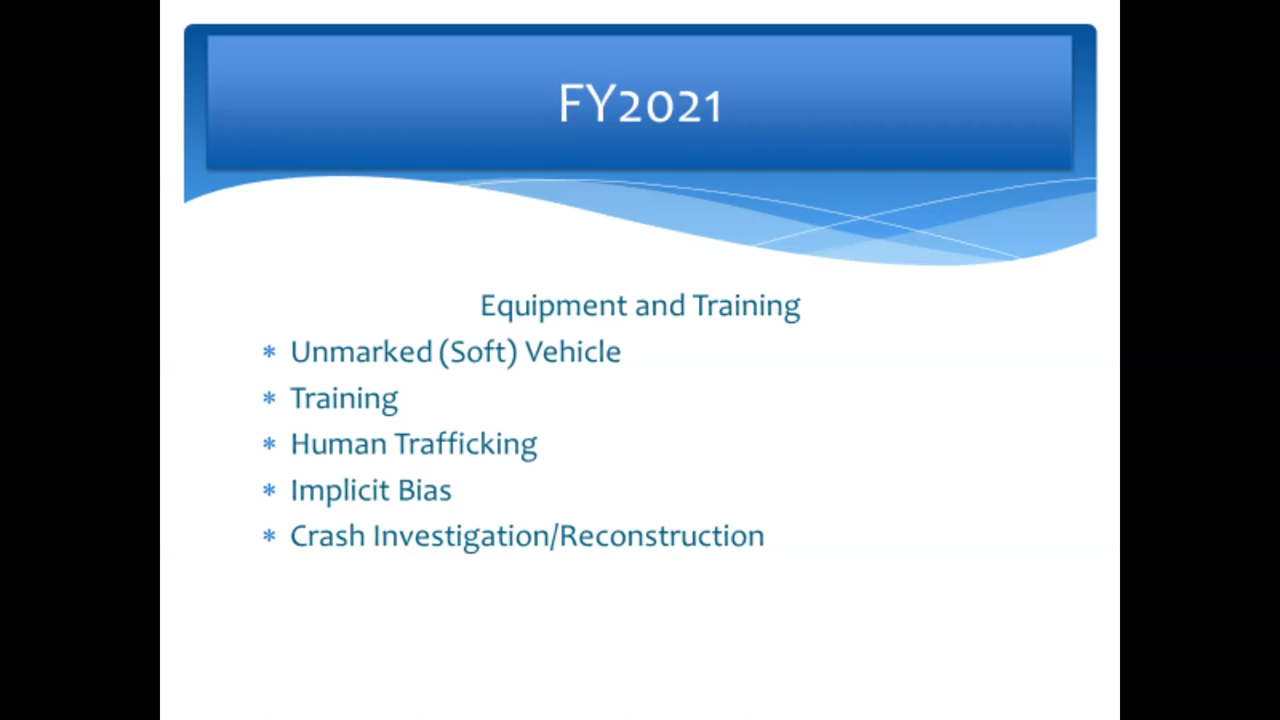 FY2021
Equipment and Training
* Unmarked (Soft) Vehicle
* Training
* Human Trafficking
* Implicit Bias
* Crash Investigation/Reconstruction